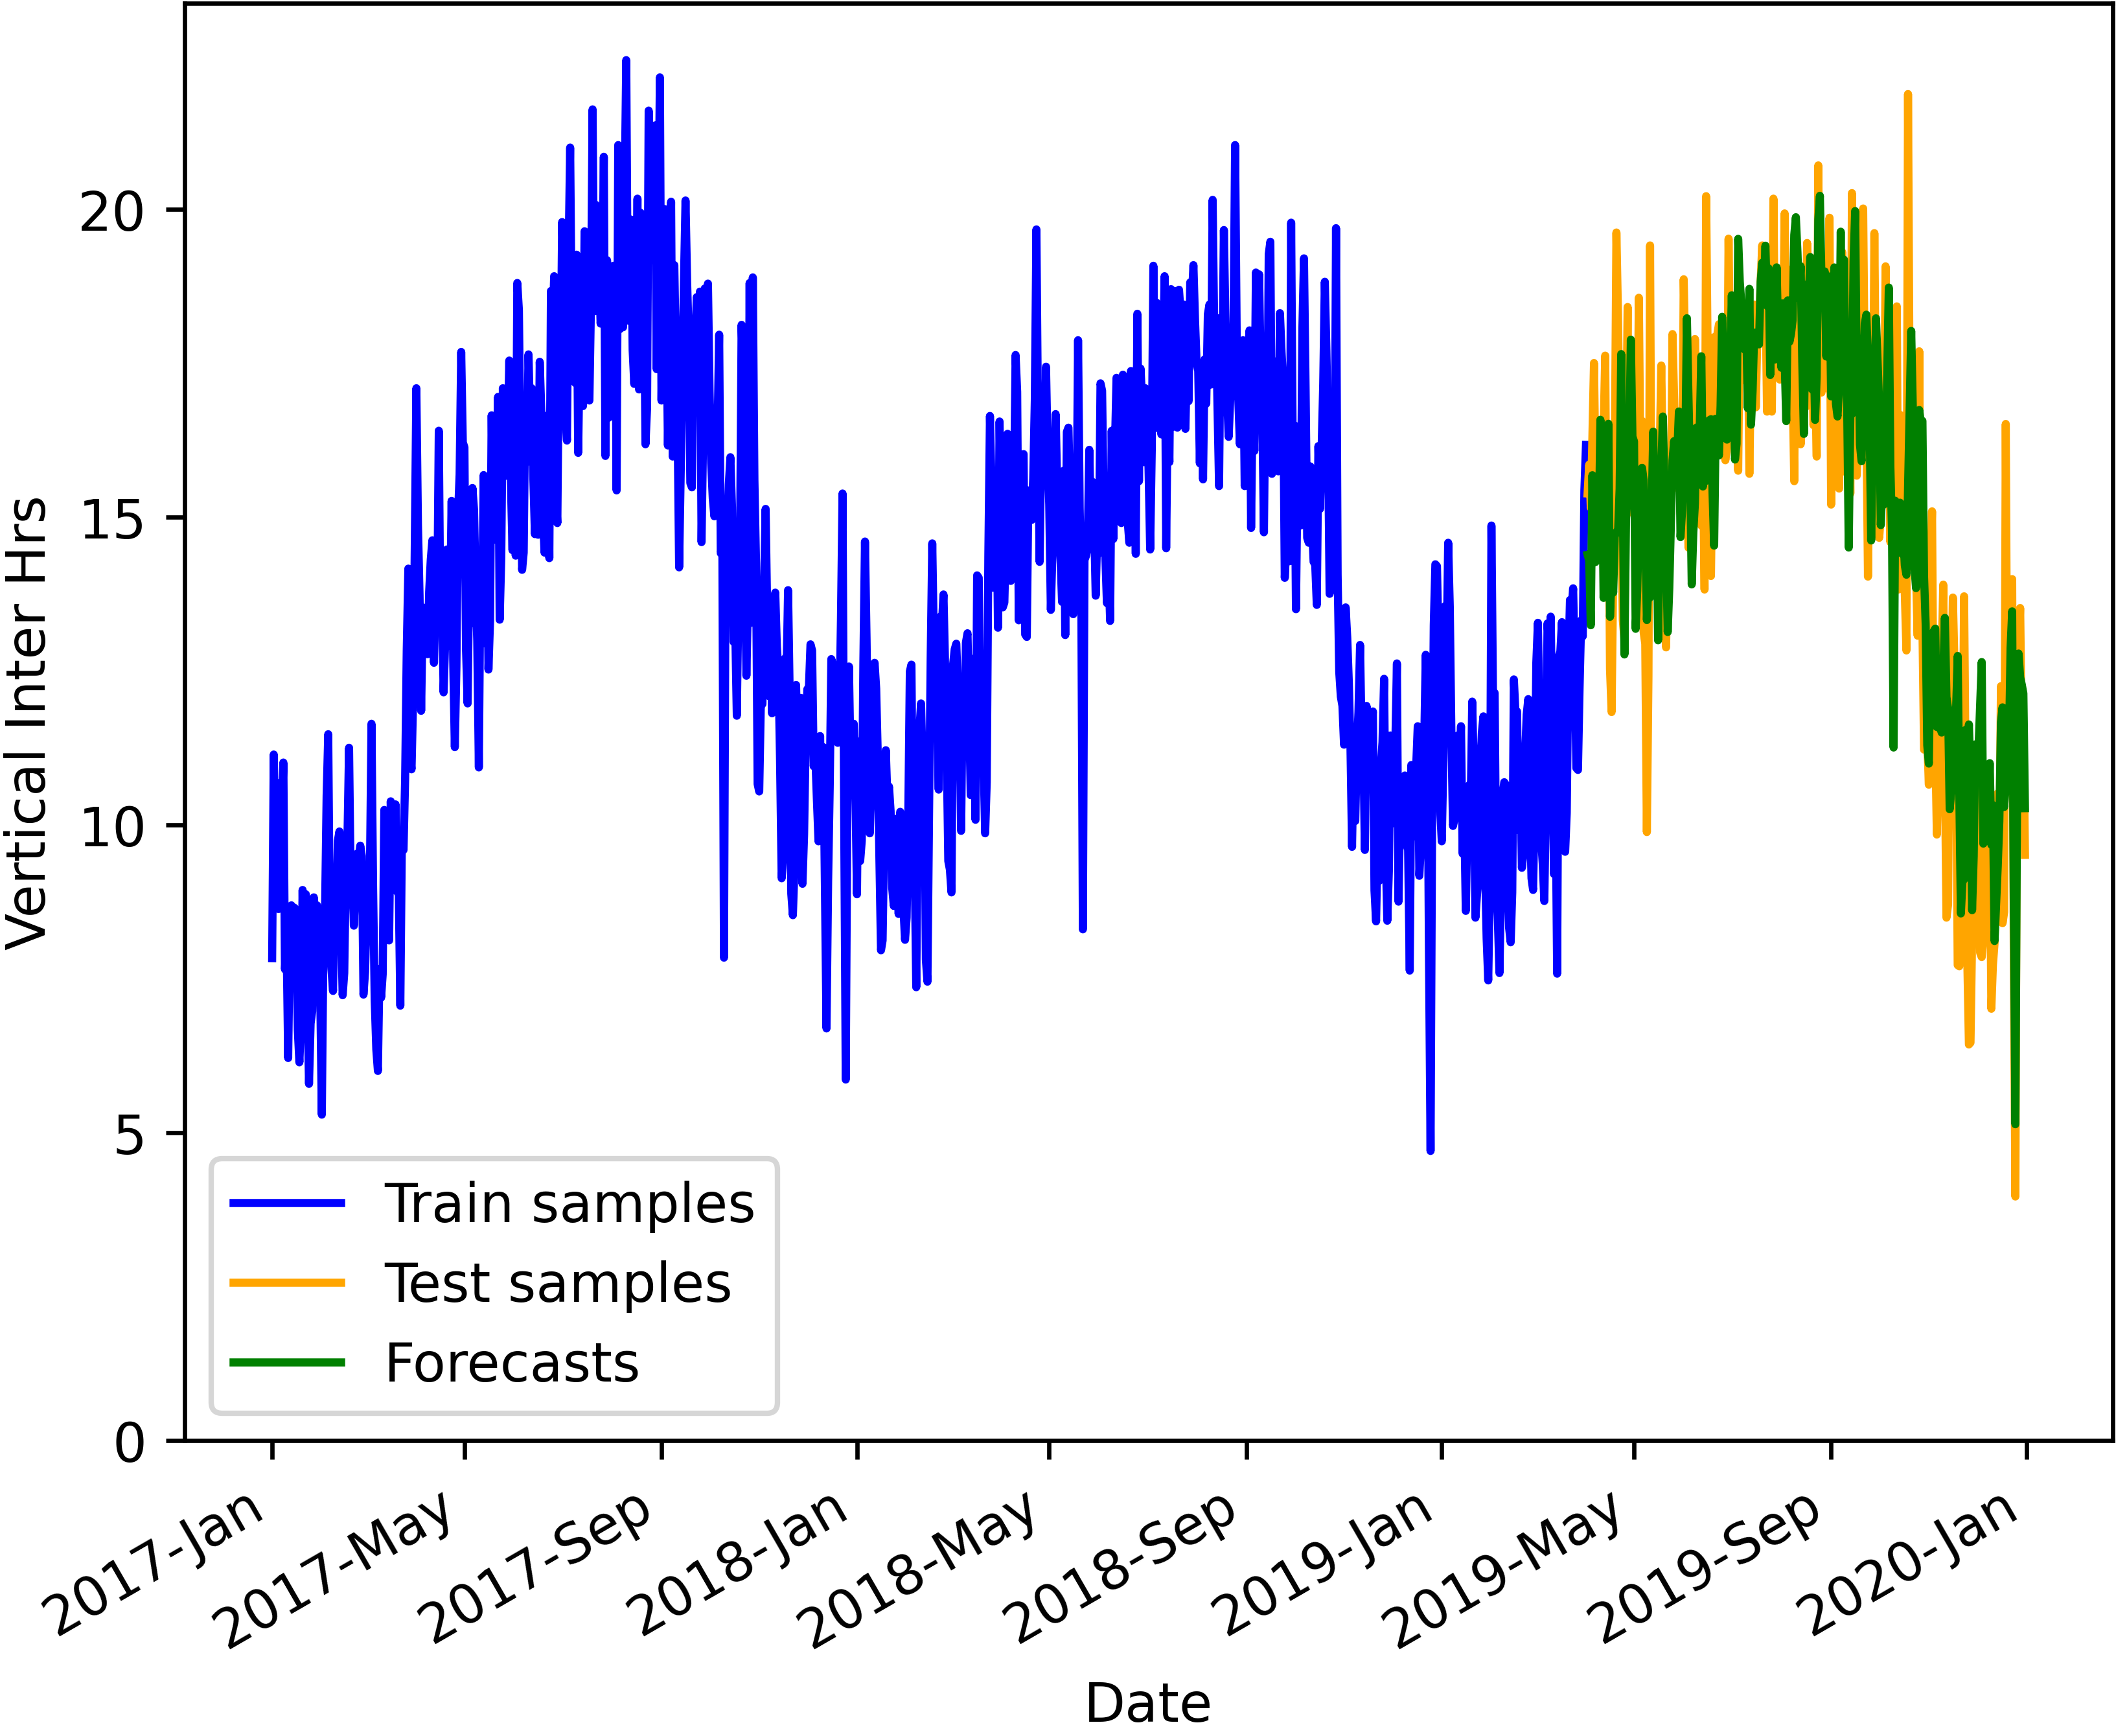 Vertical Inter Hrs
20
15
10
5
0
Train samples
Test samples
Forecasts
2017-Jan
2017-May
2017-Sep
2018-Jan
2018-May
2018-Sep
2019-Jan
2019-May
2019-Sep
2020-Jan
Date